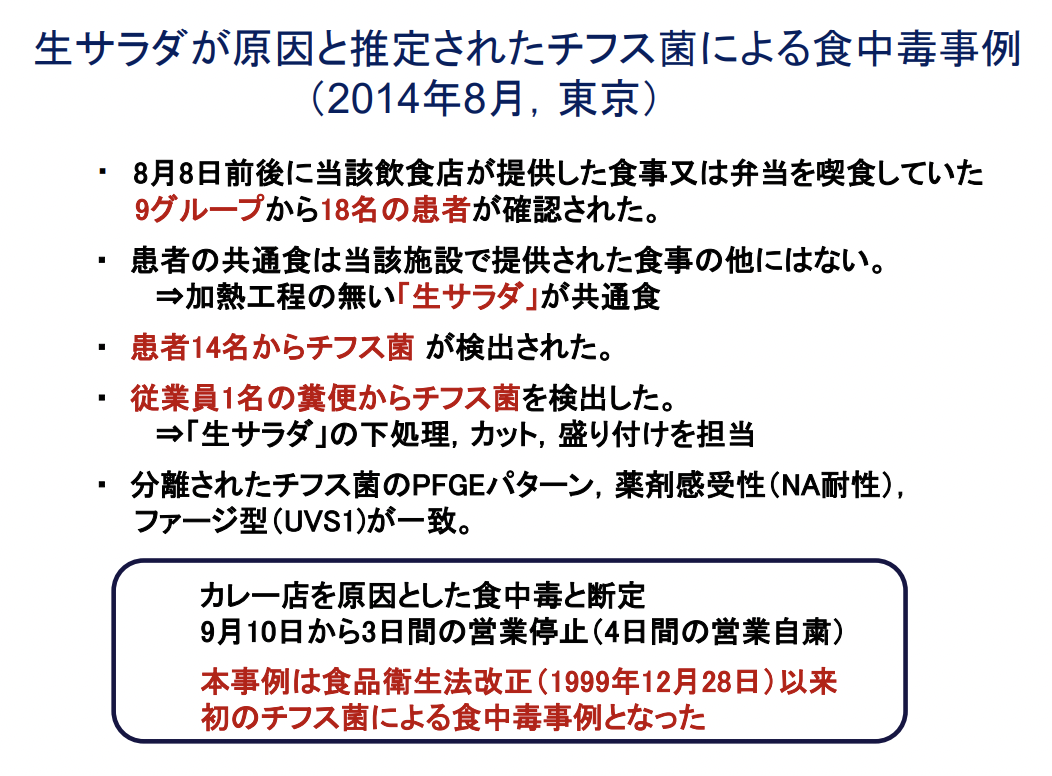 生サラダが原因と推定されたチフス菌による食中毒事例
（2014年8月，東京）
・ 8月8日前後に当該飲食店が提供した食事又は弁当を喫食していた
9グループから18名の患者が確認された。
・ 患者の共通食は当該施設で提供された食事の他にはない。
⇒加熱工程の無い「生サラダ」が共通食
・ 患者14名からチフス菌 が検出された。
・ 従業員1名の糞便からチフス菌を検出した。
⇒「生サラダ」の下処理，カット，盛り付けを担当
・ 分離されたチフス菌のPFGEパターン，薬剤感受性（NA耐性），
ファージ型（UVS1)が一致。
カレー店を原因とした食中毒と断定
9月10日から3日間の営業停止（4日間の営業自粛）
本事例は食品衛生法改正（1999年12月28日）以来
初のチフス菌による食中毒事例となった